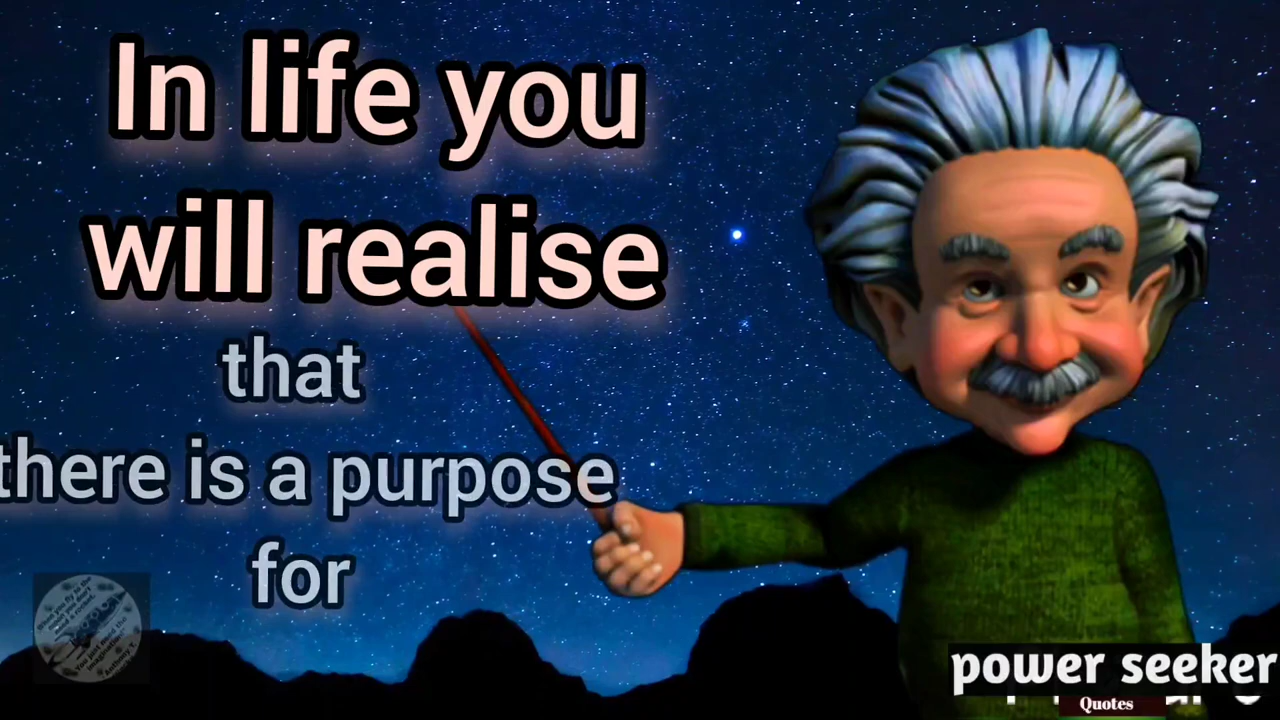 In life you
will realise
that
there is a purpose
for
power seeker
Quotes